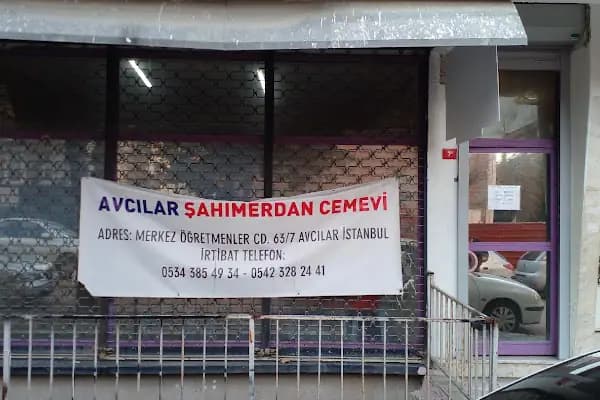 AVCILAR ŞAHIMERDAN CEMEVİ
ADRES: MERKEZ ÖĞRETMENLER CD. 63/7 AVCILAR İSTANBUL
İRTİBAT TELEFON:
0534 385 49 34 - 0542 328 24 41